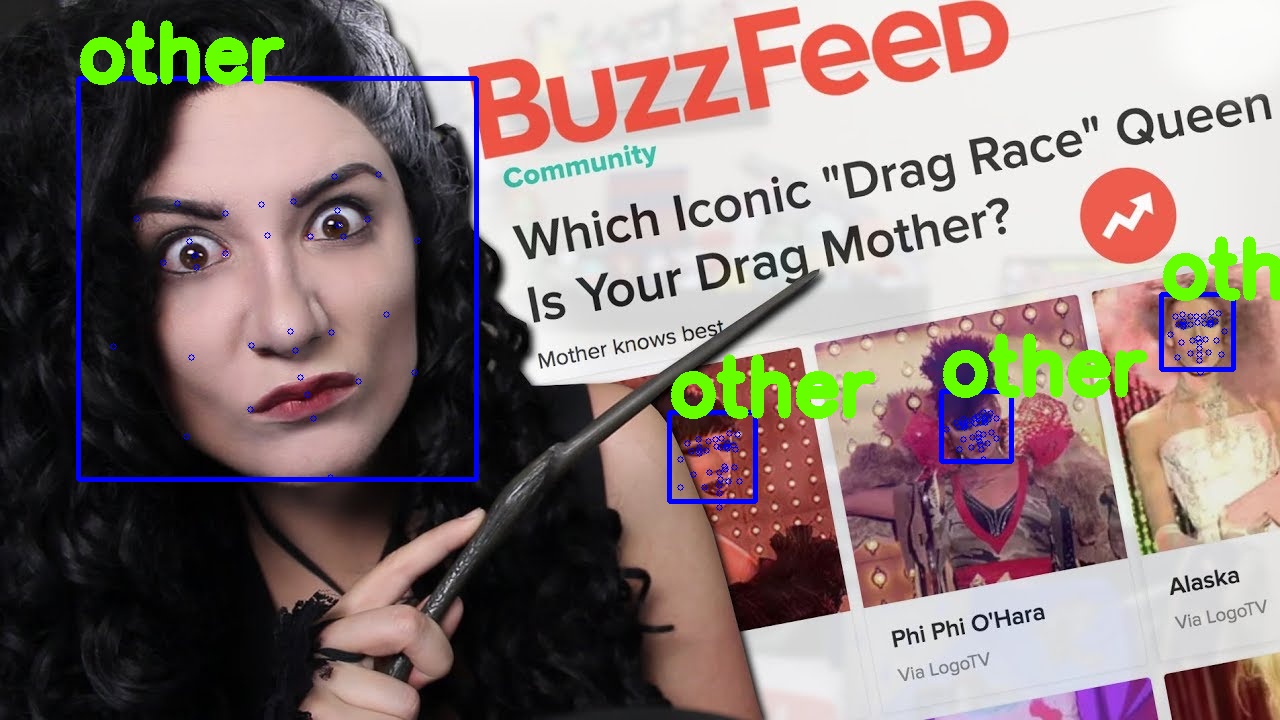 other
BuzzFeed
Community
Which Iconic "Drag Race" Queen
Is Your Drag Mother?
Mother knows best
other
other
oth
Phi Phi O'Hara
Via LogoTV
Alaska
Via LogoTV